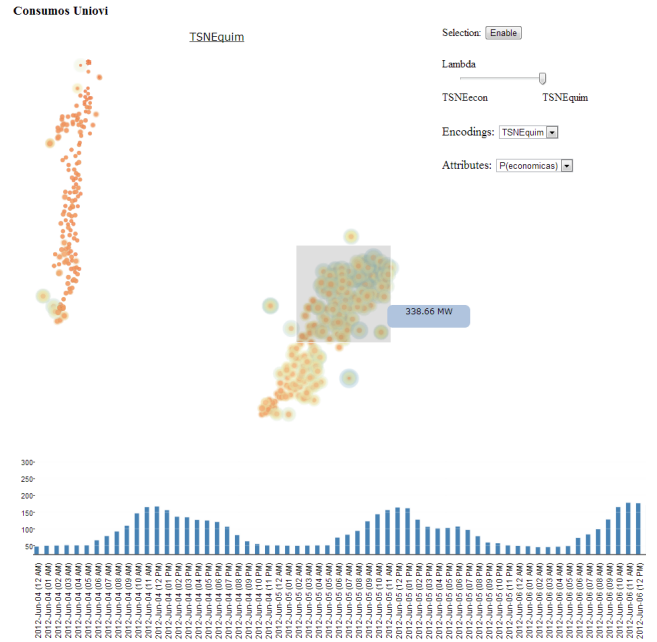 Consumos Uniovi
TSNEquim
Selection: Enable
Lambda
TSNEecon TSNEquim
Encodings: TSNEquim
Attributes: P(economicas)
338.66 MW
300
250
200
150
100
50
2012-Jun-04 (12 AM)
2012-Jun-04 (01 AM)
2012-Jun-04 (02 AM)
2012-Jun-04 (03 AM)
2012-Jun-04 (04 AM)
2012-Jun-04 (05 AM)
2012-Jun-04 (06 AM)
2012-Jun-04 (07 AM)
2012-Jun-04 (08 AM)
2012-Jun-04 (09 AM)
2012-Jun-04 (10 AM)
2012-Jun-04 (11 AM)
2012-Jun-04 (12 PM)
2012-Jun-04 (01 PM)
2012-Jun-04 (02 PM)
2012-Jun-04 (03 PM)
2012-Jun-04 (04 PM)
2012-Jun-04 (05 PM)
2012-Jun-04 (06 PM)
2012-Jun-04 (07 PM)
2012-Jun-04 (08 PM)
2012-Jun-04 (09 PM)
2012-Jun-04 (10 PM)
2012-Jun-04 (11 PM)
2012-Jun-05 (12 AM)
2012-Jun-05 (01 AM)
2012-Jun-05 (02 AM)
2012-Jun-05 (03 AM)
2012-Jun-05 (04 AM)
2012-Jun-05 (05 AM)
2012-Jun-05 (06 AM)
2012-Jun-05 (07 AM)
2012-Jun-05 (08 AM)
2012-Jun-05 (09 AM)
2012-Jun-05 (10 AM)
2012-Jun-05 (11 AM)
2012-Jun-05 (12 PM)
2012-Jun-05 (01 PM)
2012-Jun-05 (02 PM)
2012-Jun-05 (03 PM)
2012-Jun-05 (04 PM)
2012-Jun-05 (05 PM)
2012-Jun-05 (06 PM)
2012-Jun-05 (07 PM)
2012-Jun-05 (08 PM)
2012-Jun-05 (09 PM)
2012-Jun-05 (10 PM)
2012-Jun-05 (11 PM)
2012-Jun-06 (12 AM)
2012-Jun-06 (01 AM)
2012-Jun-06 (02 AM)
2012-Jun-06 (03 AM)
2012-Jun-06 (04 AM)
2012-Jun-06 (05 AM)
2012-Jun-06 (06 AM)
2012-Jun-06 (07 AM)
2012-Jun-06 (08 AM)
2012-Jun-06 (09 AM)
2012-Jun-06 (10 AM)
2012-Jun-06 (11 AM)
2012-Jun-06 (12 PM)